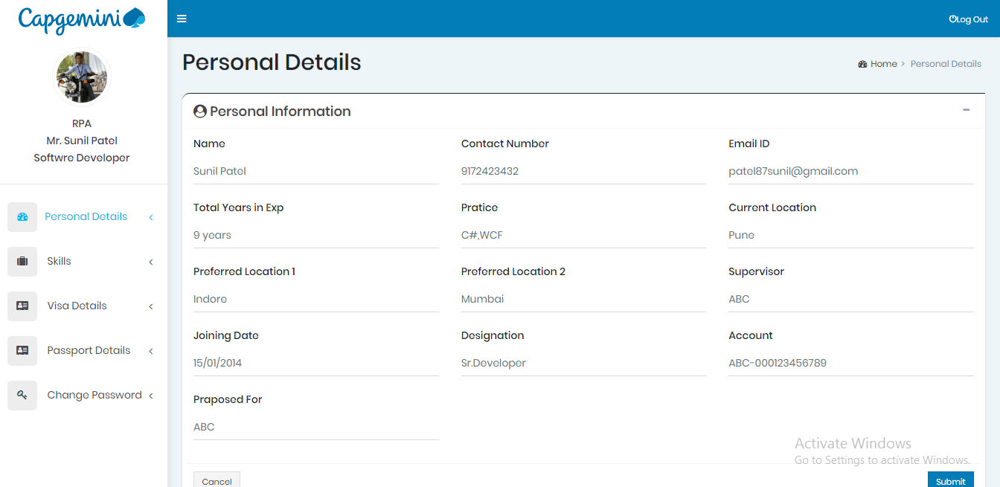 Capgemini
Log Out
RPA
Mr. Sunil Patel
Softwre Developer
Personal Details
Skills
Visa Details
Passport Details
Change Password
Personal Details
Home > Personal Details
Personal Information
Name Contact Number Email ID
Sunil Patel 9172423432 patel87sunil@gmail.com
Total Years in Exp Pratice Current Location
9 years C#,WCF Pune
Preferred Location 1 Preferred Location 2 Supervisor
Indore Mumbai ABC
Joining Date Designation Account
15/01/2014 Sr.Developer ABC-000123456789
Praposed For
ABC
Activate Windows
Go to Settings to activate Windows.
Cancel Submit